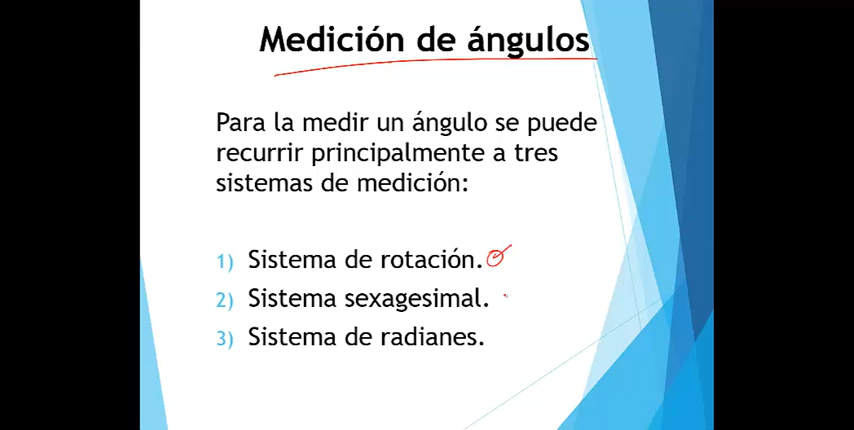 Medición de ángulos
Para la medir un ángulo se puede
recurrir principalmente a tres
sistemas de medición:
1) Sistema de rotación.
2) Sistema sexagesimal.
3) Sistema de radianes.